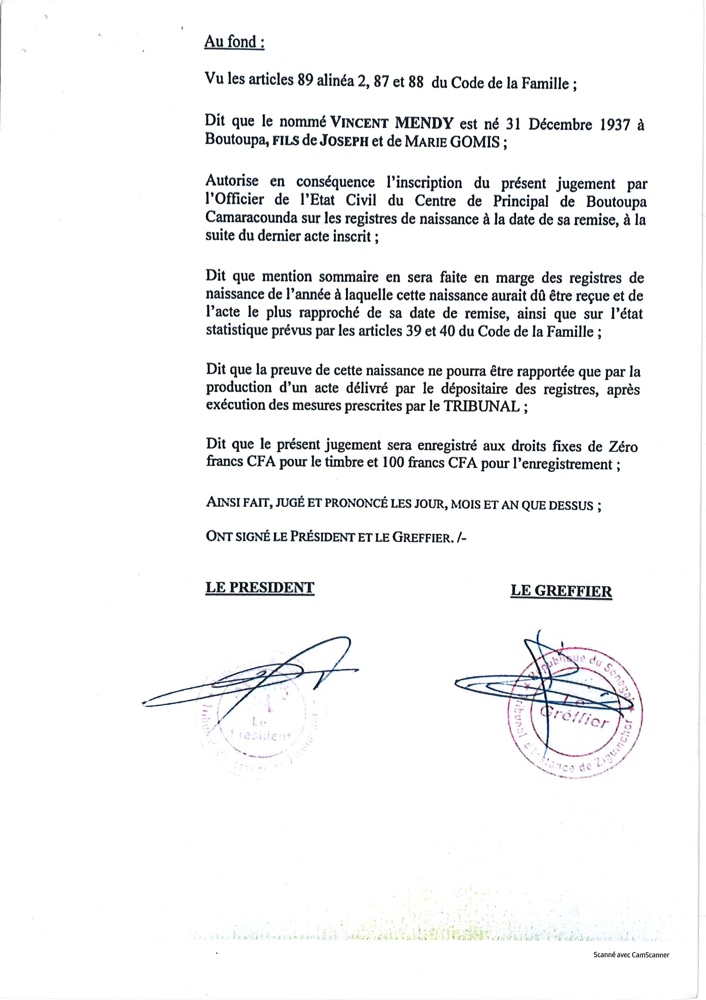 Au fond :
Vu les articles 89 alinéa 2, 87 et 88 du Code de la Famille ;
Dit que le nommé VINCENT MENDY est né 31 Décembre 1937 à
Boutoupa, FILS de JOSEPH et de MARIE GOMIS ;
Autorise en conséquence l'inscription du présent jugement par
l'Officier de l'Etat Civil du Centre de Principal de Boutoupa
Camaracounda sur les registres de naissance à la date de sa remise, à la
suite du dernier acte inscrit ;
Dit que mention sommaire en sera faite en marge des registres de
naissance de l'année à laquelle cette naissance aurait dû être reçue et de
l'acte le plus rapproché de sa date de remise, ainsi que sur l'état
statistique prévus par les articles 39 et 40 du Code de la Famille ;
Dit que la preuve de cette naissance ne pourra être rapportée que par la
production d'un acte délivré par le dépositaire des registres, après
exécution des mesures prescrites par le TRIBUNAL ;
Dit que le présent jugement sera enregistré aux droits fixes de Zéro
francs CFA pour le timbre et 100 francs CFA pour l'enregistrement ;
AINSI FAIT, JUGÉ ET PRONONCÉ LES JOUR, MOIS ET AN QUE DESSUS ;
ONT SIGNÉ LE PRÉSIDENT ET LE GREFFIER. /-
LE PRESIDENT
LE GREFFIER
Le
President
République du Senegal
Le
Gréffier
Tribunal d'Instance de Ziguinchor
Scanné avec CamScanner